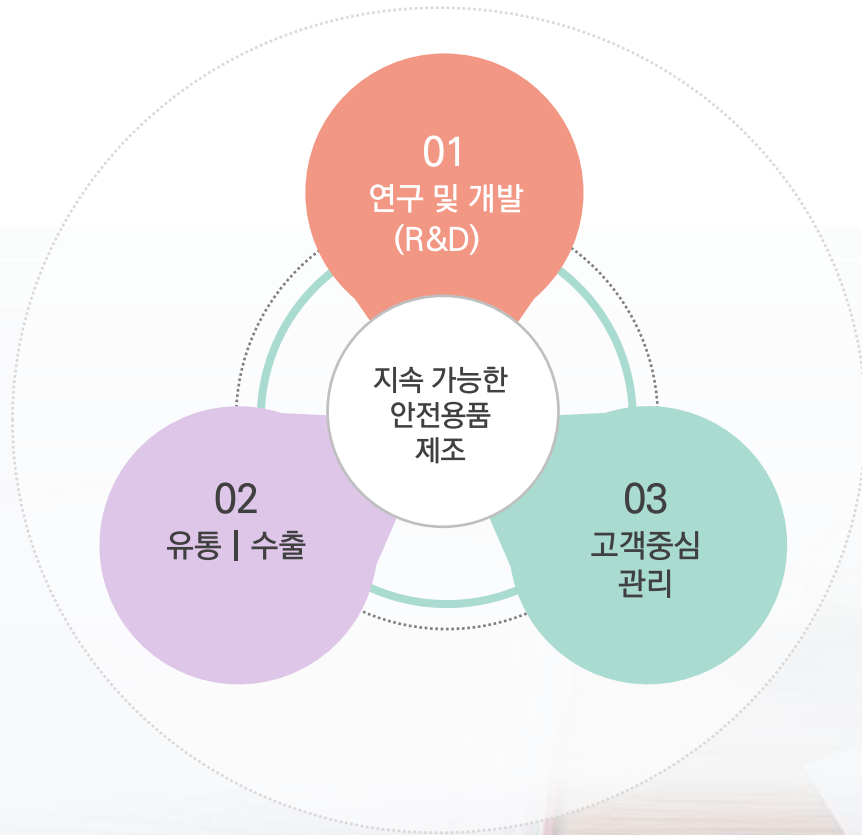 01
연구 및 개발
(R&D)
지속 가능한
안전용품
제조
02
유통 | 수출
03
고객중심
관리